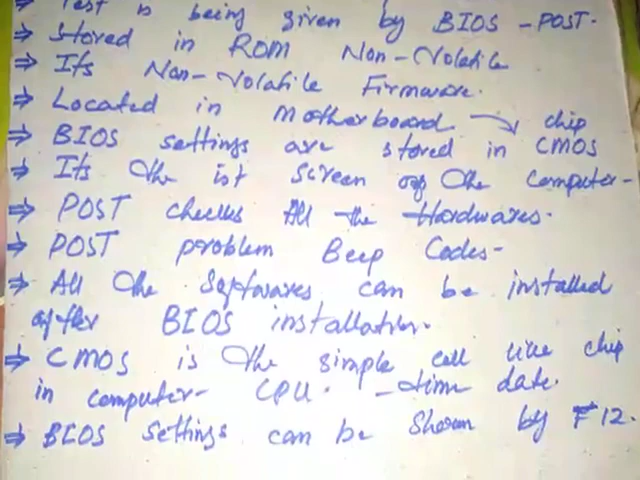 ⇒ Test is being given by BIOS - POST.
⇒ Stored in ROM Non-Volatile
⇒ Its Non-Volatile Firmware.
⇒ Located in motherboard → chip
⇒ BIOS settings are stored in CMOS
⇒ Its the 1st Screen of the computer-
⇒ POST checks All the Hardwares.
⇒ POST problem Beep Codes-
⇒ All the Softwares can be installed
after BIOS installation.
⇒ CMOS is the simple cell like chip
in computer- CPU. - time date.
⇒ BIOS settings can be Shown by F12.